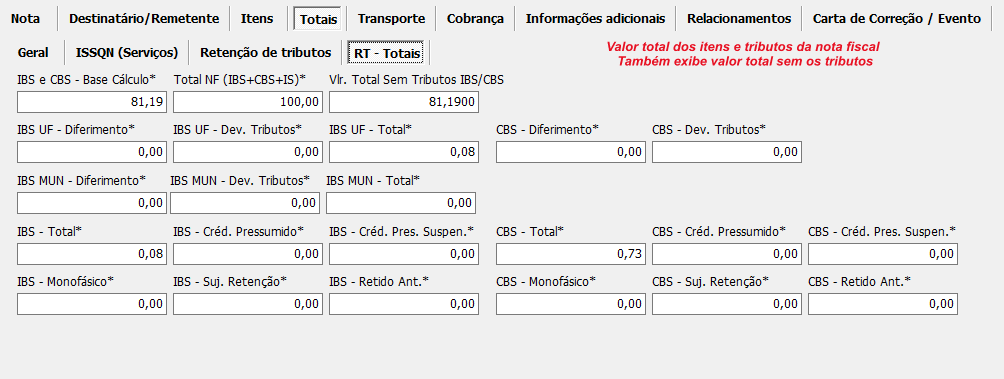 Nota Destinatário/Remetente Itens Totais Transporte Cobrança Informações adicionais Relacionamentos Carta de Correção / Evento
Geral ISSQN (Serviços) Retenção de tributos RT - Totais
Valor total dos itens e tributos da nota fiscal
Também exibe valor total sem os tributos
IBS e CBS - Base Cálculo* Total NF (IBS+CBS+IS)* Vlr. Total Sem Tributos IBS/CBS
81,19 100,00 81,1900
IBS UF - Diferimento* IBS UF - Dev. Tributos* IBS UF - Total* CBS - Diferimento* CBS - Dev. Tributos*
0,00 0,00 0,08 0,00 0,00
IBS MUN - Diferimento* IBS MUN - Dev. Tributos* IBS MUN - Total*
0,00 0,00 0,00
IBS - Total* IBS - Créd. Pressumido* IBS - Créd. Pres. Suspen.* CBS - Total* CBS - Créd. Pressumido* CBS - Créd. Pres. Suspen.*
0,08 0,00 0,00 0,73 0,00 0,00
IBS - Monofásico* IBS - Suj. Retenção* IBS - Retido Ant.* CBS - Monofásico* CBS - Suj. Retenção* CBS - Retido Ant.*
0,00 0,00 0,00 0,00 0,00 0,00